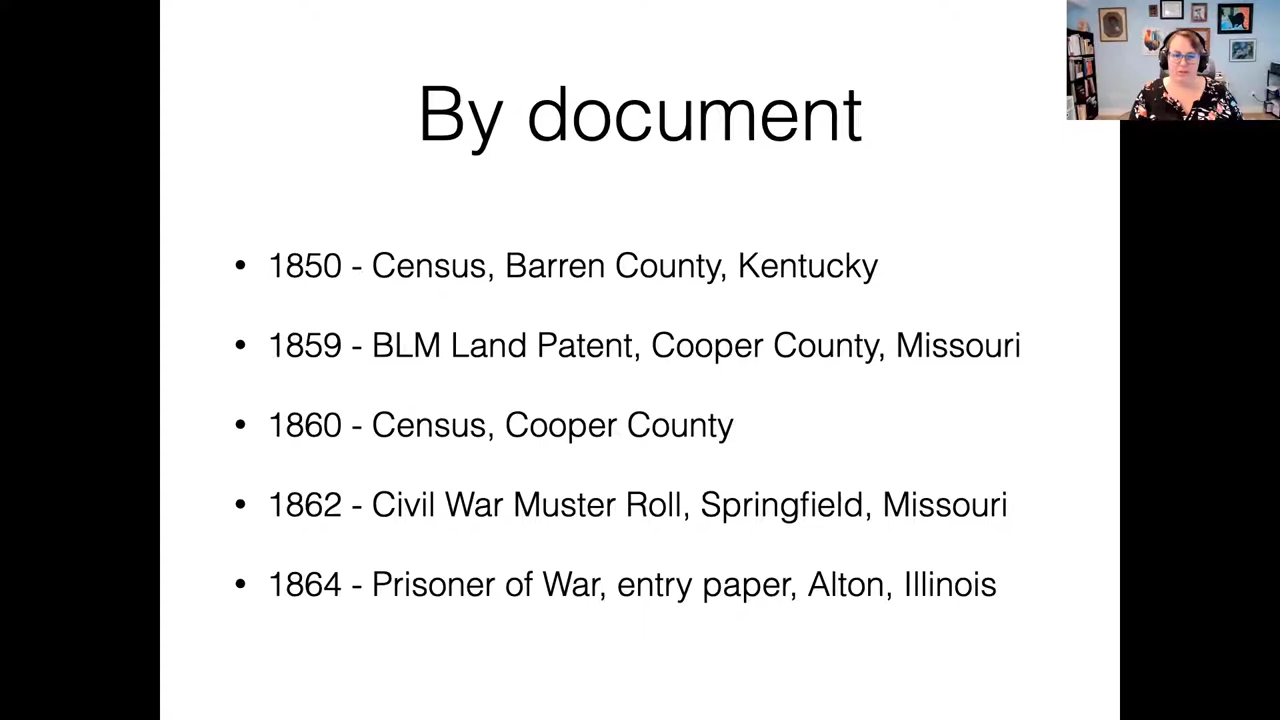 By document
• 1850 - Census, Barren County, Kentucky
• 1859 - BLM Land Patent, Cooper County, Missouri
• 1860 - Census, Cooper County
• 1862 - Civil War Muster Roll, Springfield, Missouri
• 1864 - Prisoner of War, entry paper, Alton, Illinois